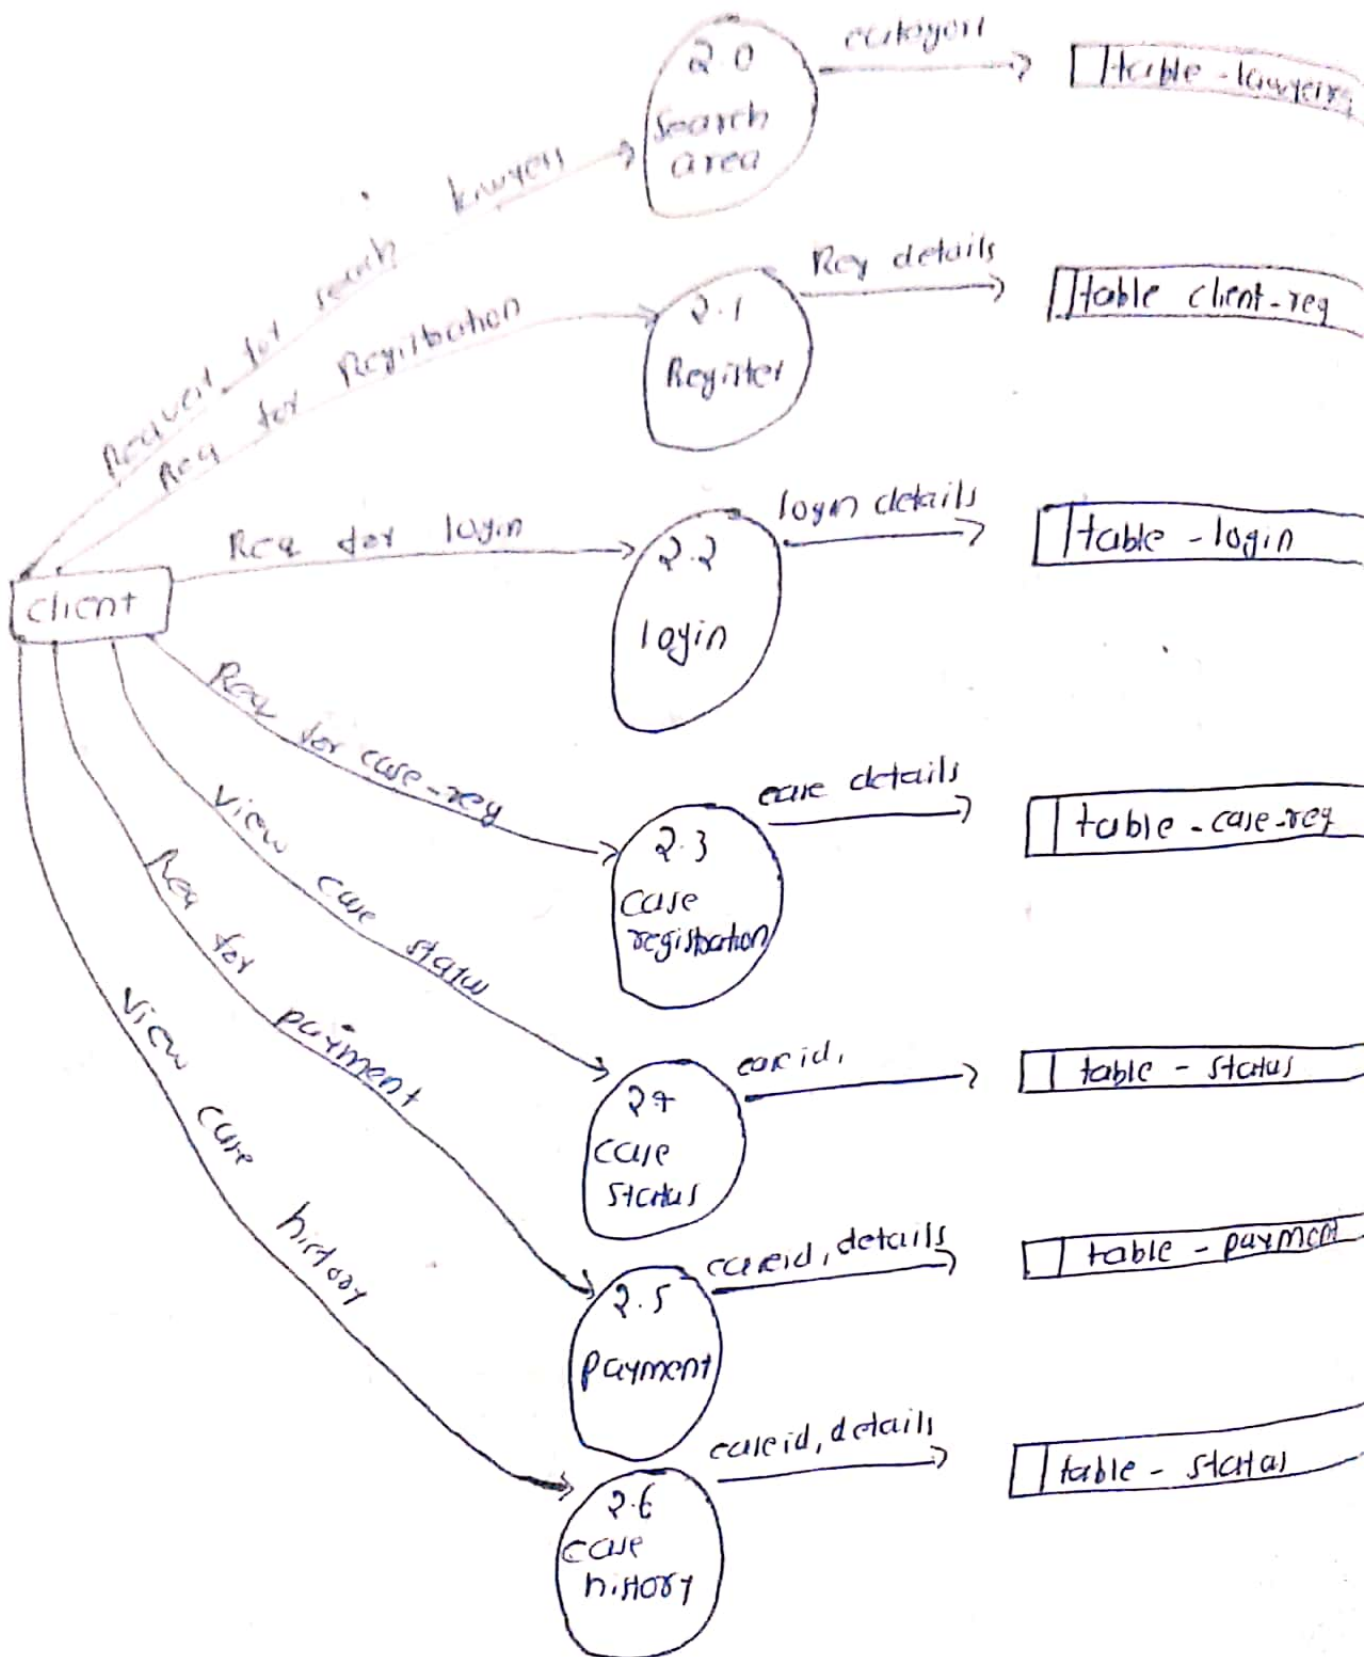 2.0
Search
area
table - lawyers
Request for search lawyers
Reg details
2.1
Register
table client-reg
Req for Registration
login details
Req for login
2.2
login
table - login
client
Req for case-reg
case details
2.3
case
registration
table - case-reg
view case status
case id,
2.4
case
status
table - status
Req for payment
caseid, details
2.5
payment
table - payment
view case history
caseid, details
2.6
case
history
table - status